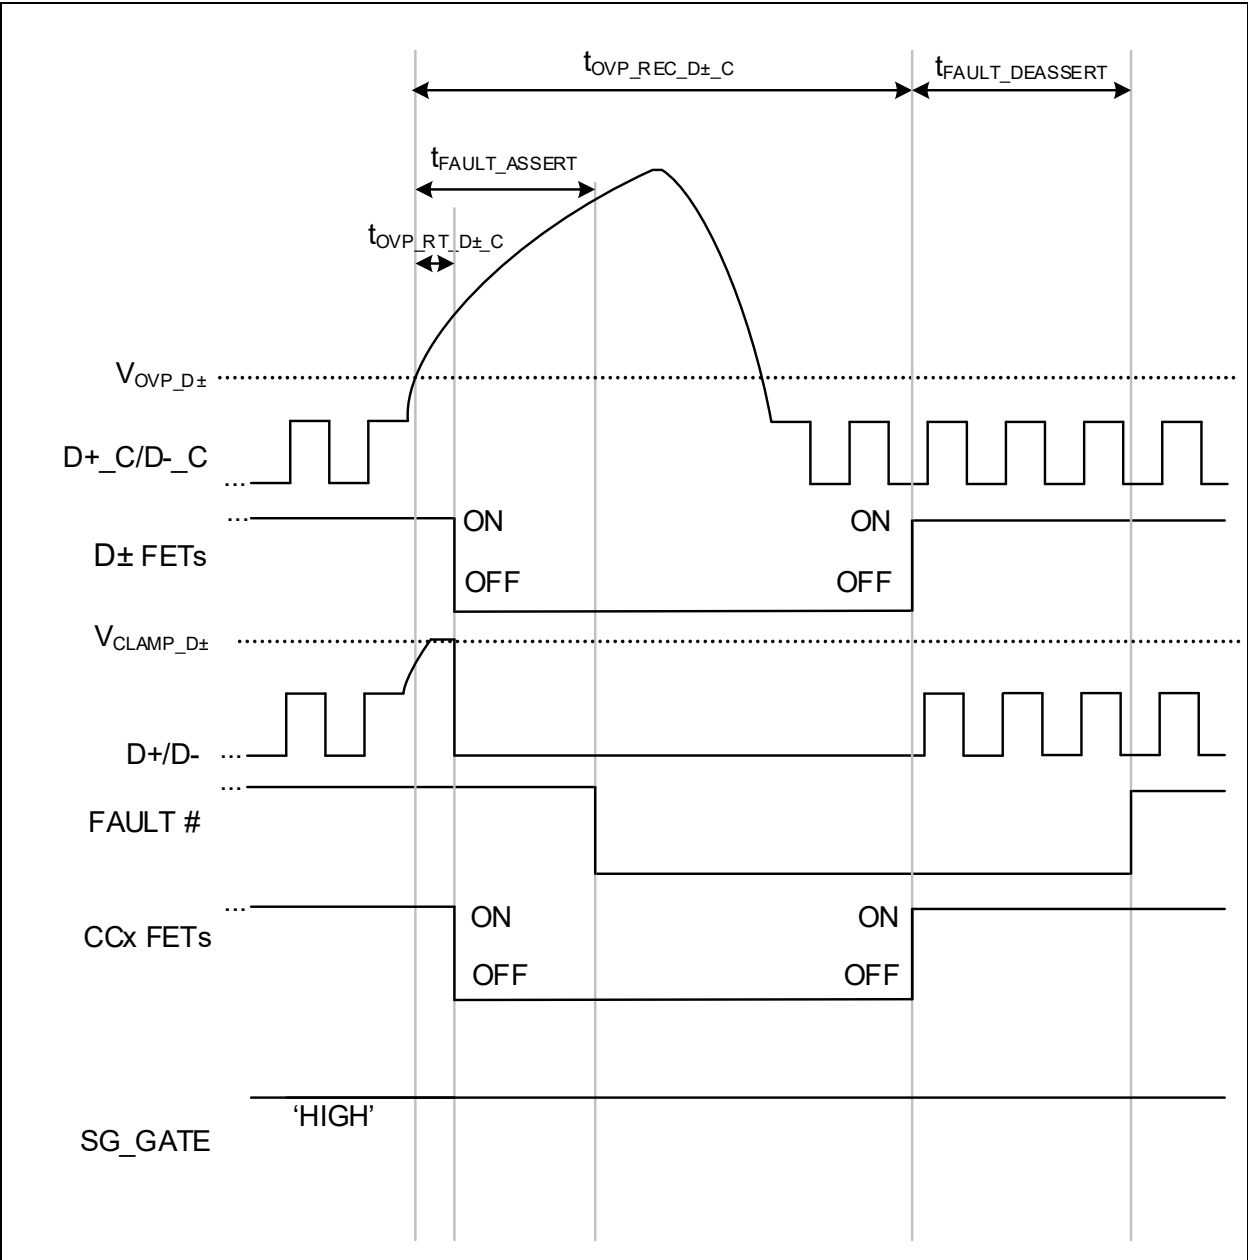 tOVP_REC_D±_C
tFAULT_DEASSERT
tFAULT_ASSERT
tOVP_RT_D±_C
VOVP_D±
D+_C/D-_C
...
...
ON
ON
D± FETs
OFF
OFF
VCLAMP_D±
D+/D-
...
...
FAULT #
...
ON
ON
CCx FETs
OFF
OFF
‘HIGH’
SG_GATE